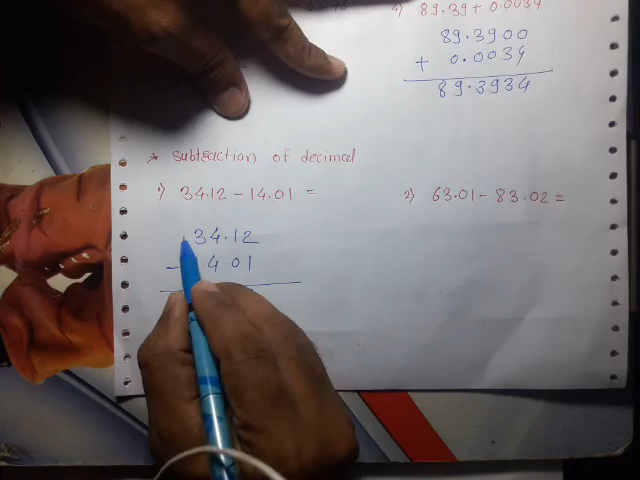 4) 89.39 + 0.0034
89.3900
+ 0.0034
89.3934
* subtraction of decimal
1) 34.12 - 14.01 =
34.12
- 4.01
2) 63.01 - 83.02 =